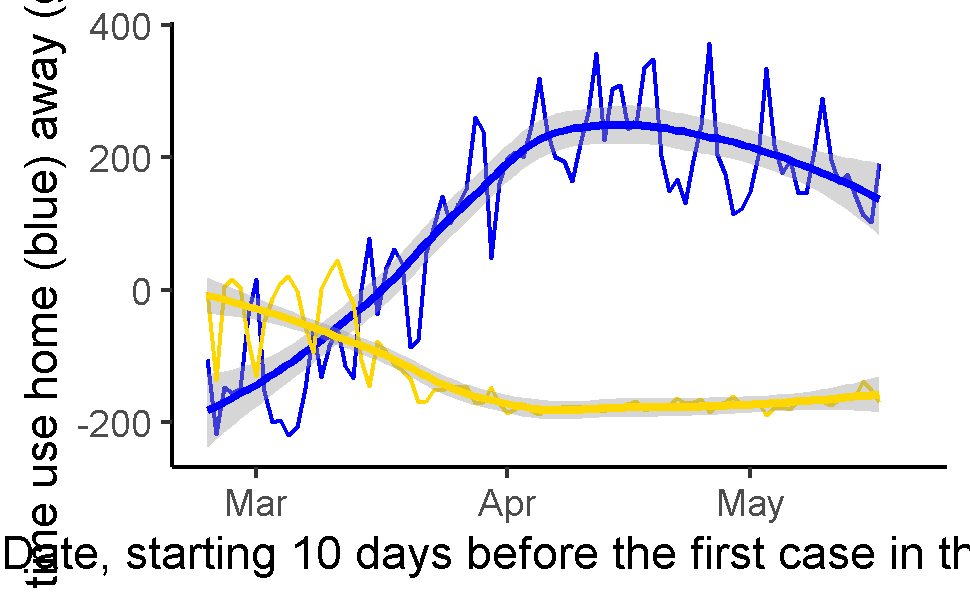 time use home (blue) away (
400
200
0
-200
Mar Apr May
Date, starting 10 days before the first case in th